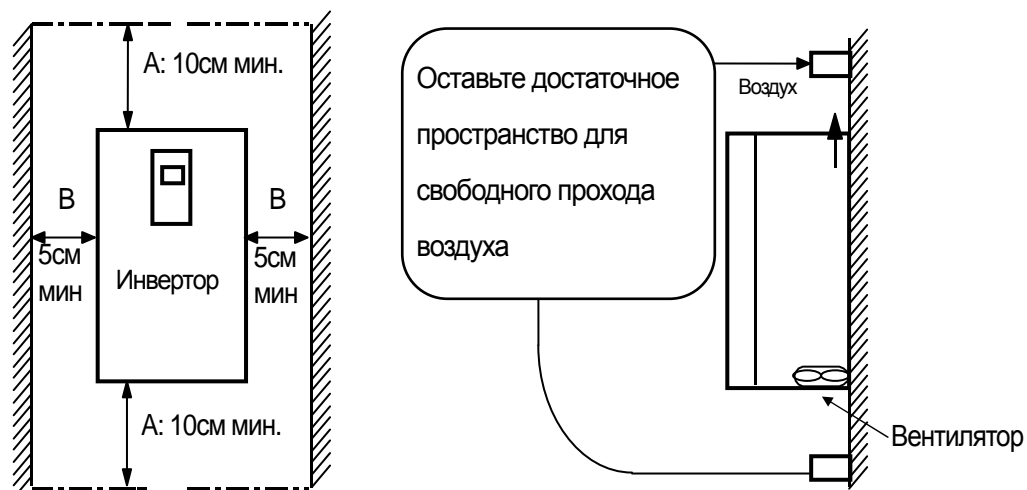 A: 10см мин.
B
B
5см
мин
5см
мин
Инвертор
A: 10см мин.
Оставьте достаточное
пространство для
свободного прохода
воздуха
Воздух
Вентилятор